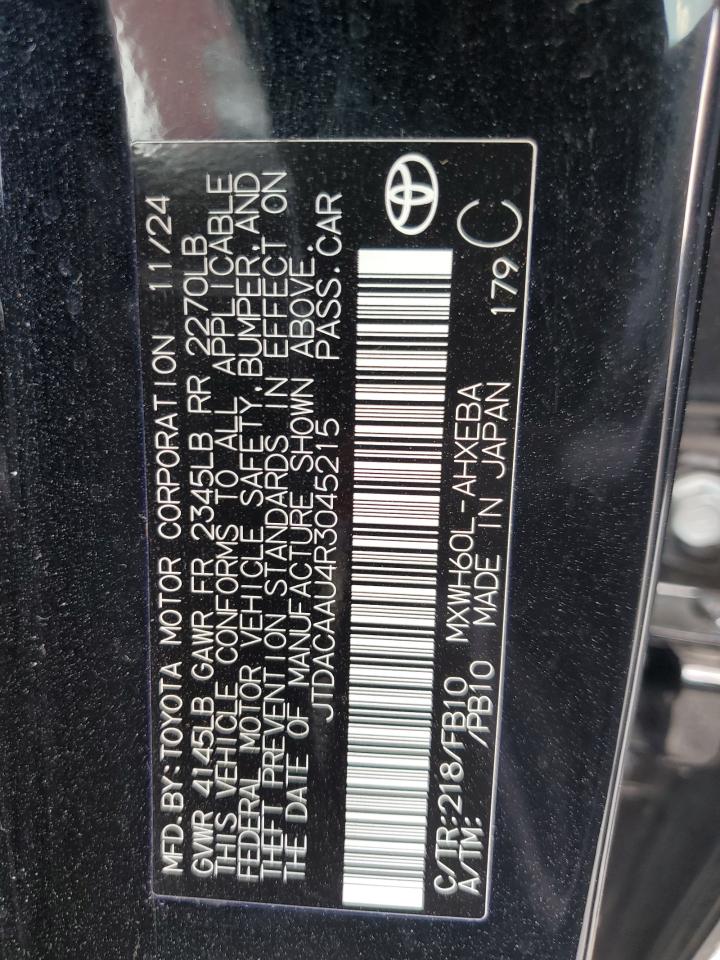 MFD.BY:TOYOTA MOTOR CORPORATION 11/24
GVWR 4145LB GAWR FR 2345LB RR 2270LB
THIS VEHICLE CONFORMS TO ALL APPLICABLE
FEDERAL MOTOR VEHICLE SAFETY,BUMPER,AND
THEFT PREVENTION STANDARDS IN EFFECT ON
THE DATE OF MANUFACTURE SHOWN ABOVE.
JTDACAAU4R3045215 PASS.CAR
C/TR:218/FB10 MXWH60L-AHXEBA 179 C
A/TM: /PB10 MADE IN JAPAN